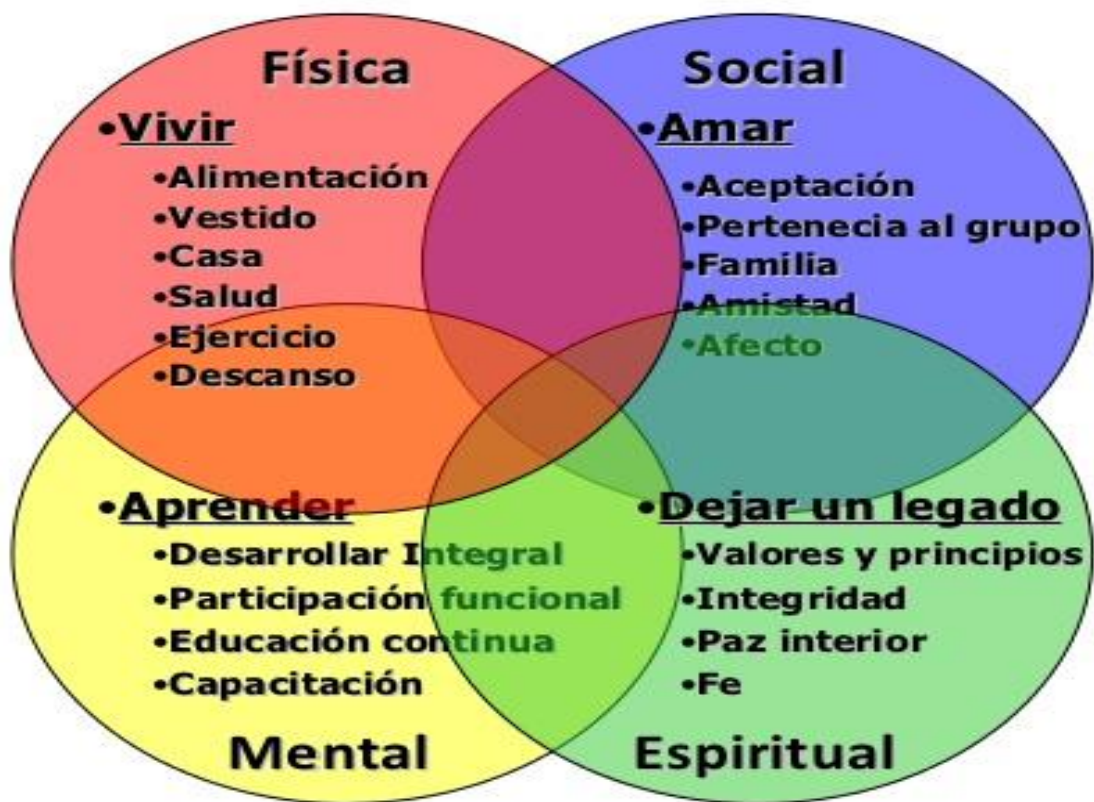 Física
•Vivir
•Alimentación
•Vestido
•Casa
•Salud
•Ejercicio
•Descanso
Social
•Amar
•Aceptación
•Pertenecia al grupo
•Familia
•Amistad
•Afecto
•Aprender
•Desarrollar Integral
•Participación funcional
•Educación continua
•Capacitación
Mental
•Dejar un legado
•Valores y principios
•Integridad
•Paz interior
•Fe
Espiritual